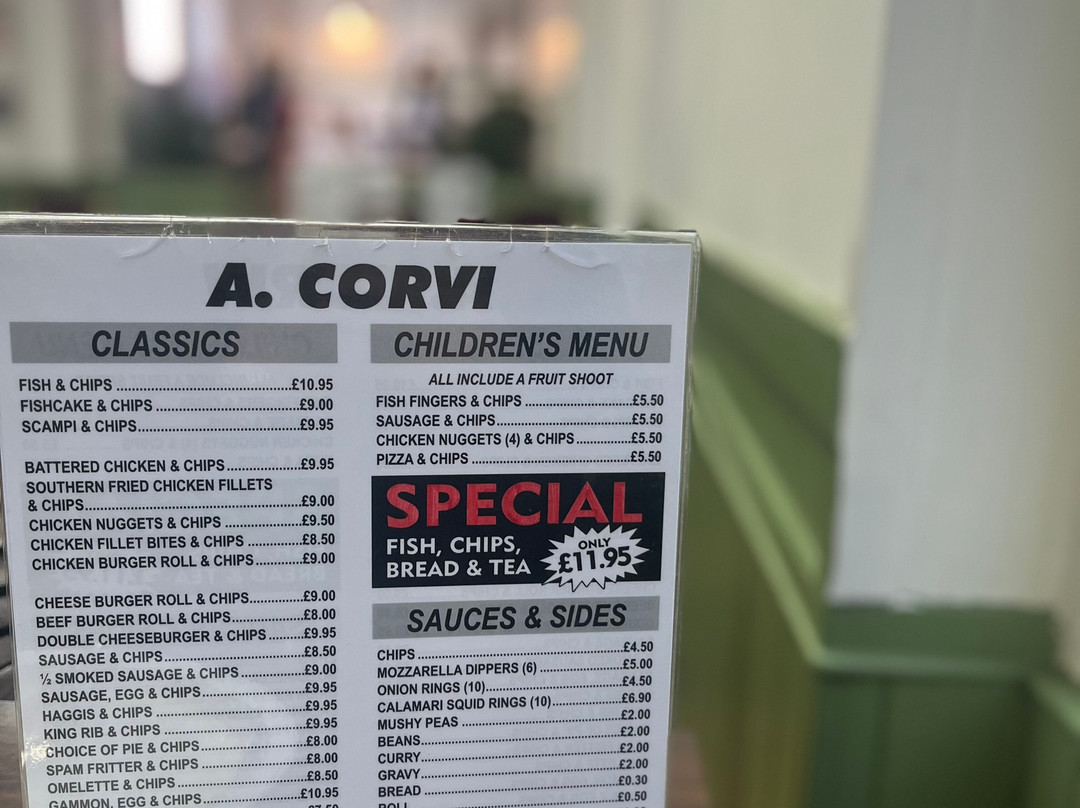 A. CORVI
CLASSICS
FISH & CHIPS ........ £10.95
FISHCAKE & CHIPS ........ £9.00
SCAMPI & CHIPS ........ £9.95
BATTERED CHICKEN & CHIPS ........ £9.95
SOUTHERN FRIED CHICKEN FILLETS
& CHIPS ........ £9.00
CHICKEN NUGGETS & CHIPS ........ £9.50
CHICKEN FILLET BITES & CHIPS ........ £8.50
CHICKEN BURGER ROLL & CHIPS ........ £9.00
CHEESE BURGER ROLL & CHIPS ........ £9.00
BEEF BURGER ROLL & CHIPS ........ £8.00
DOUBLE CHEESEBURGER & CHIPS ........ £9.95
SAUSAGE & CHIPS ........ £8.50
½ SMOKED SAUSAGE & CHIPS ........ £9.00
SAUSAGE, EGG & CHIPS ........ £9.95
HAGGIS & CHIPS ........ £9.95
KING RIB & CHIPS ........ £9.95
CHOICE OF PIE & CHIPS ........ £8.00
SPAM FRITTER & CHIPS ........ £8.00
OMELETTE & CHIPS ........ £8.50
GAMMON, EGG & CHIPS ........ £10.95
CHILDREN'S MENU
ALL INCLUDE A FRUIT SHOOT
FISH FINGERS & CHIPS ........ £5.50
SAUSAGE & CHIPS ........ £5.50
CHICKEN NUGGETS (4) & CHIPS ........ £5.50
PIZZA & CHIPS ........ £5.50
SPECIAL
FISH, CHIPS,
BREAD & TEA
ONLY
£11.95
SAUCES & SIDES
CHIPS ........ £4.50
MOZZARELLA DIPPERS (6) ........ £5.00
ONION RINGS (10) ........ £4.50
CALAMARI SQUID RINGS (10) ........ £6.90
MUSHY PEAS ........ £2.00
BEANS ........ £2.00
CURRY ........ £2.00
GRAVY ........ £2.00
BREAD ........ £0.30
ROLL ........ £0.50